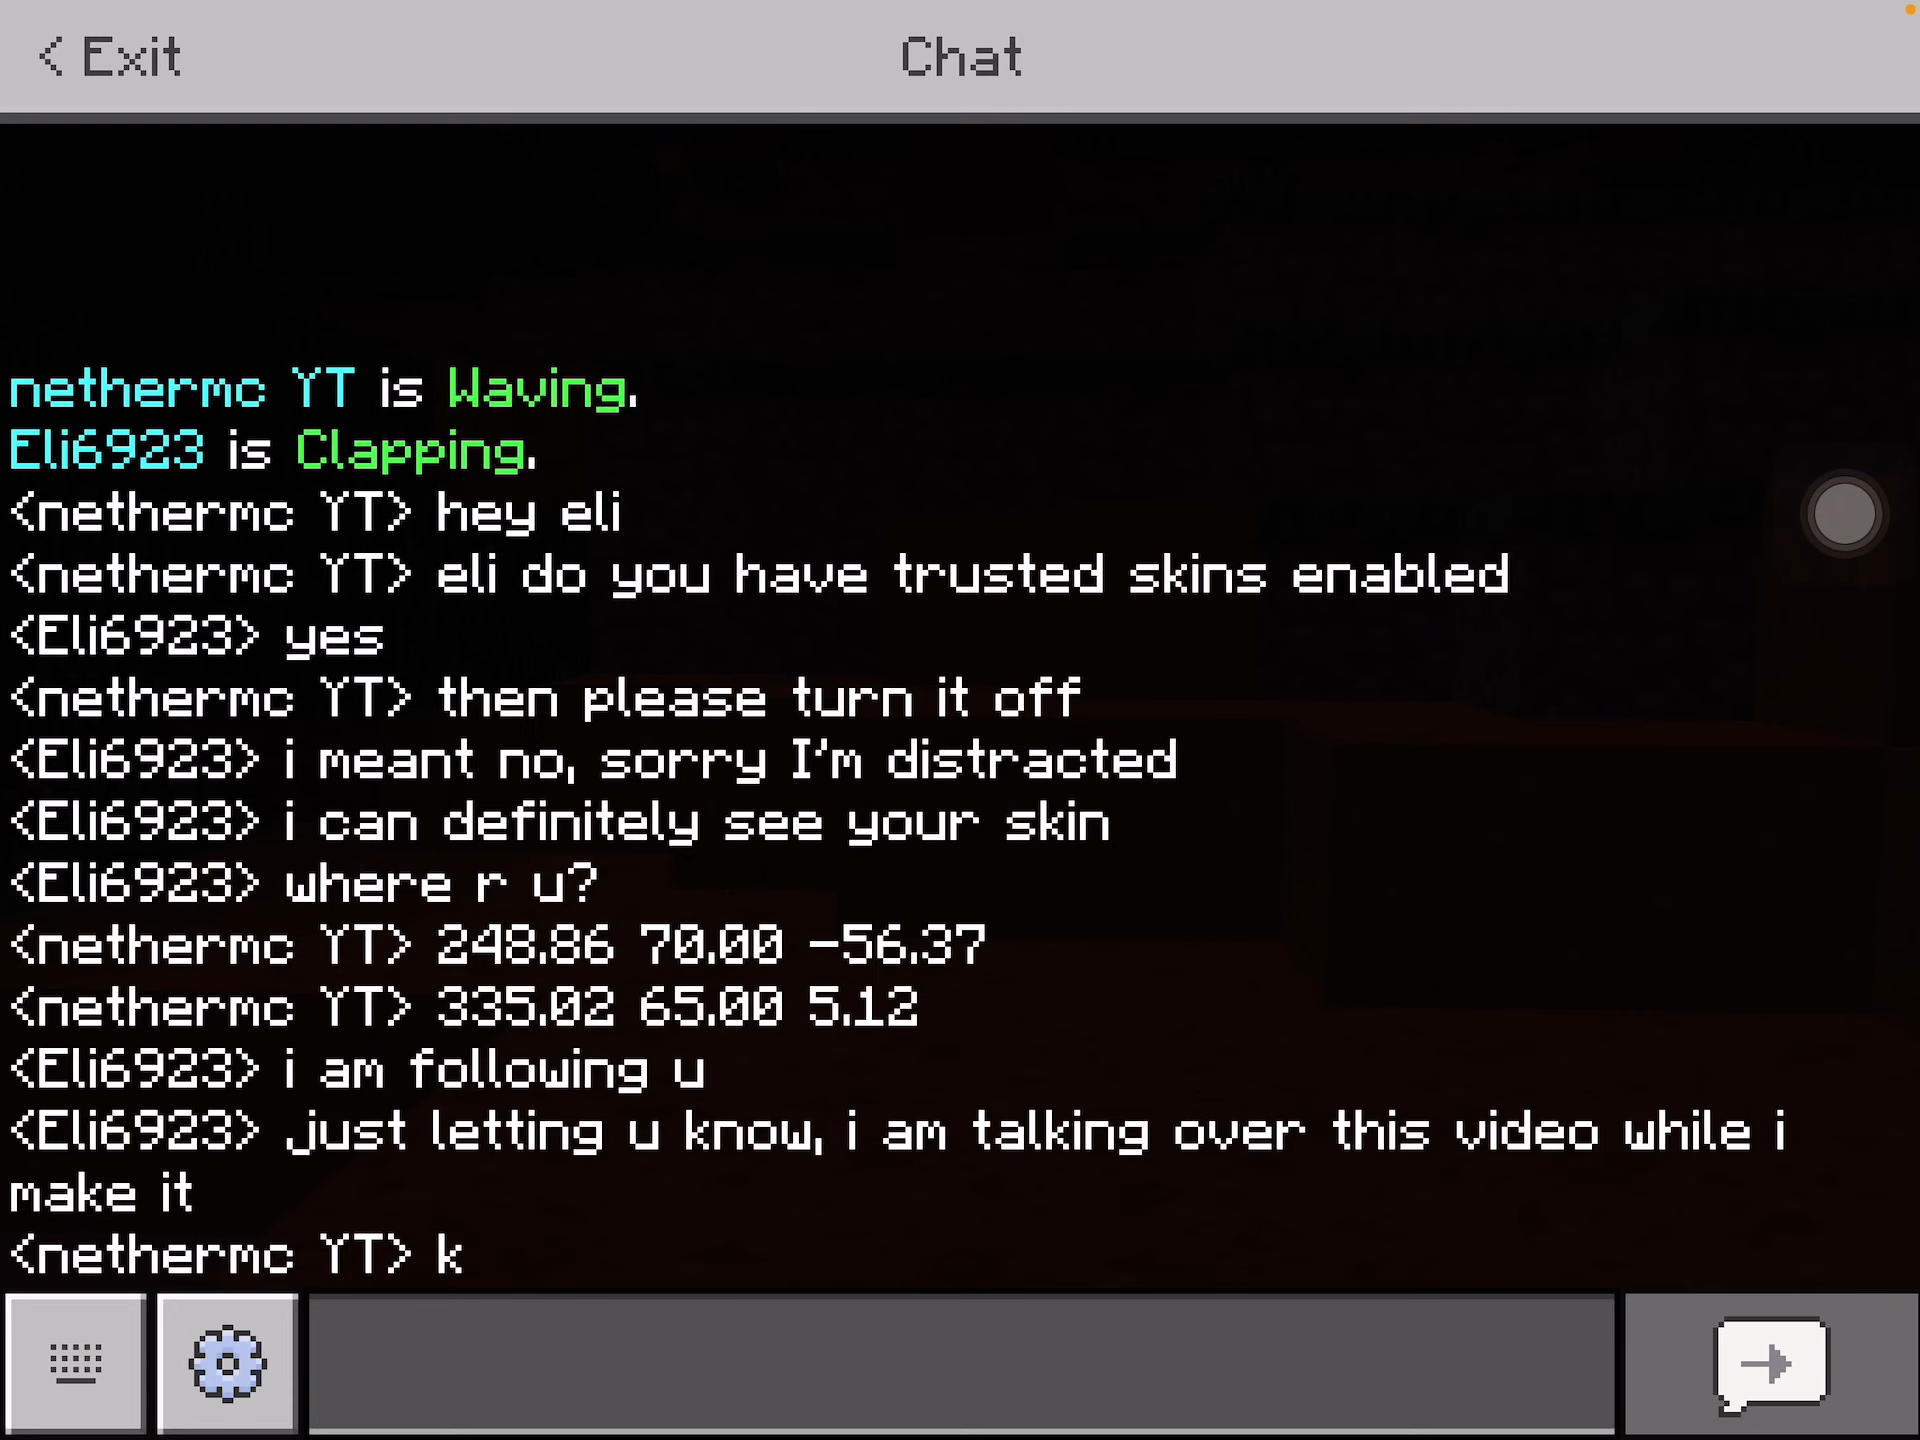 < Exit
Chat
nethermc YT is Waving.
Eli6923 is Clapping.
<nethermc YT> hey eli
<nethermc YT> eli do you have trusted skins enabled
<Eli6923> yes
<nethermc YT> then please turn it off
<Eli6923> i meant no, sorry I'm distracted
<Eli6923> i can definitely see your skin
<Eli6923> where r u?
<nethermc YT> 248.86 70.00 -56.37
<nethermc YT> 335.02 65.00 5.12
<Eli6923> i am following u
<Eli6923> just letting u know, i am talking over this video while i
make it
<nethermc YT> k